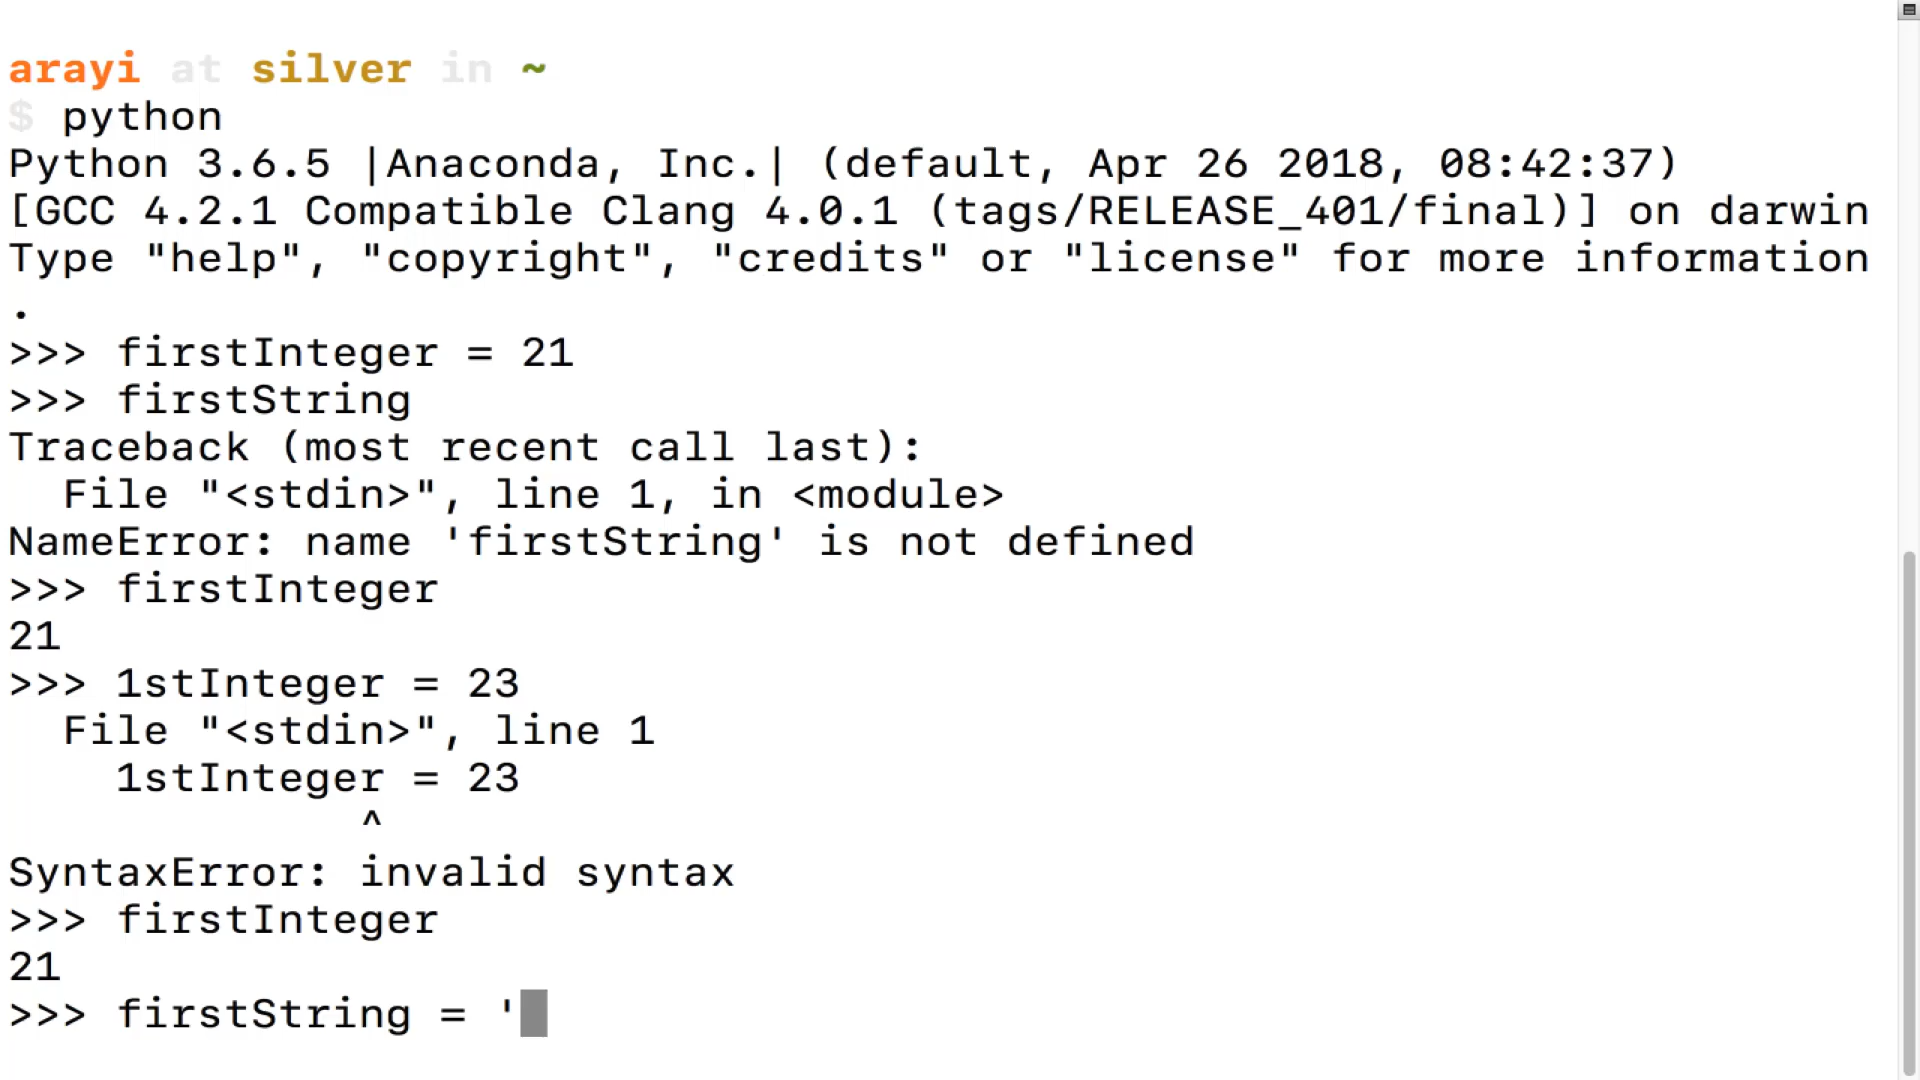 arayi at silver in ~
$ python
Python 3.6.5 |Anaconda, Inc.| (default, Apr 26 2018, 08:42:37)
[GCC 4.2.1 Compatible Clang 4.0.1 (tags/RELEASE_401/final)] on darwin
Type "help", "copyright", "credits" or "license" for more information
.
>>> firstInteger = 21
>>> firstString
Traceback (most recent call last):
  File "<stdin>", line 1, in <module>
NameError: name 'firstString' is not defined
>>> firstInteger
21
>>> 1stInteger = 23
  File "<stdin>", line 1
    1stInteger = 23
             ^
SyntaxError: invalid syntax
>>> firstInteger
21
>>> firstString = '